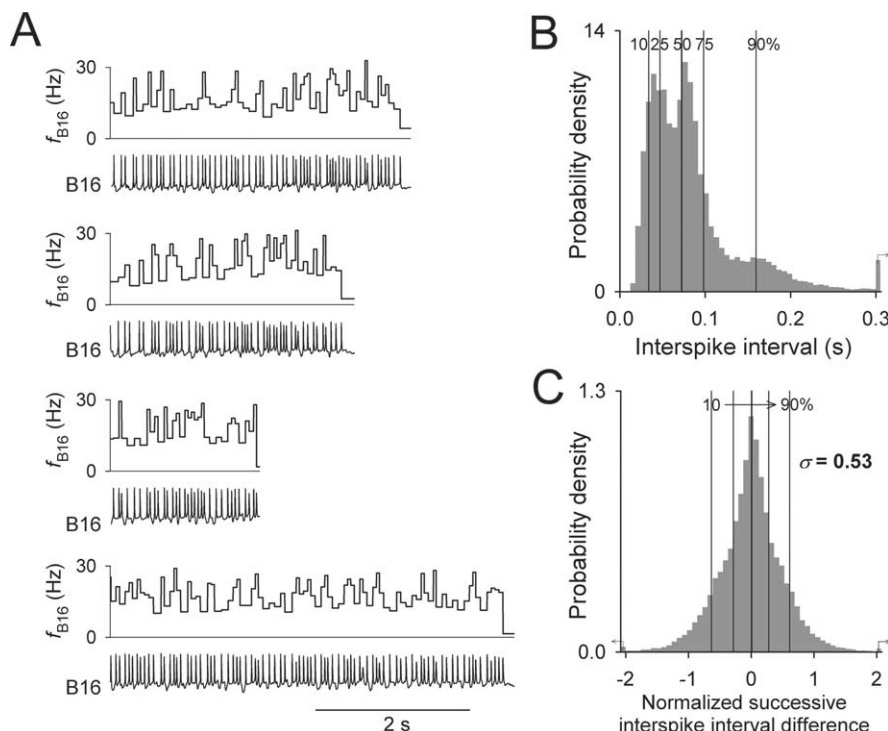 A
30
f B16 (Hz)
0
B16
30
f B16 (Hz)
0
B16
30
f B16 (Hz)
0
B16
30
f B16 (Hz)
0
B16
2 s
B
14
10 25 50 75 90%
Probability density
0
0.0 0.1 0.2 0.3
Interspike interval (s)
C
1.3
10 90%
σ = 0.53
Probability density
0.0
-2 -1 0 1 2
Normalized successive
interspike interval difference